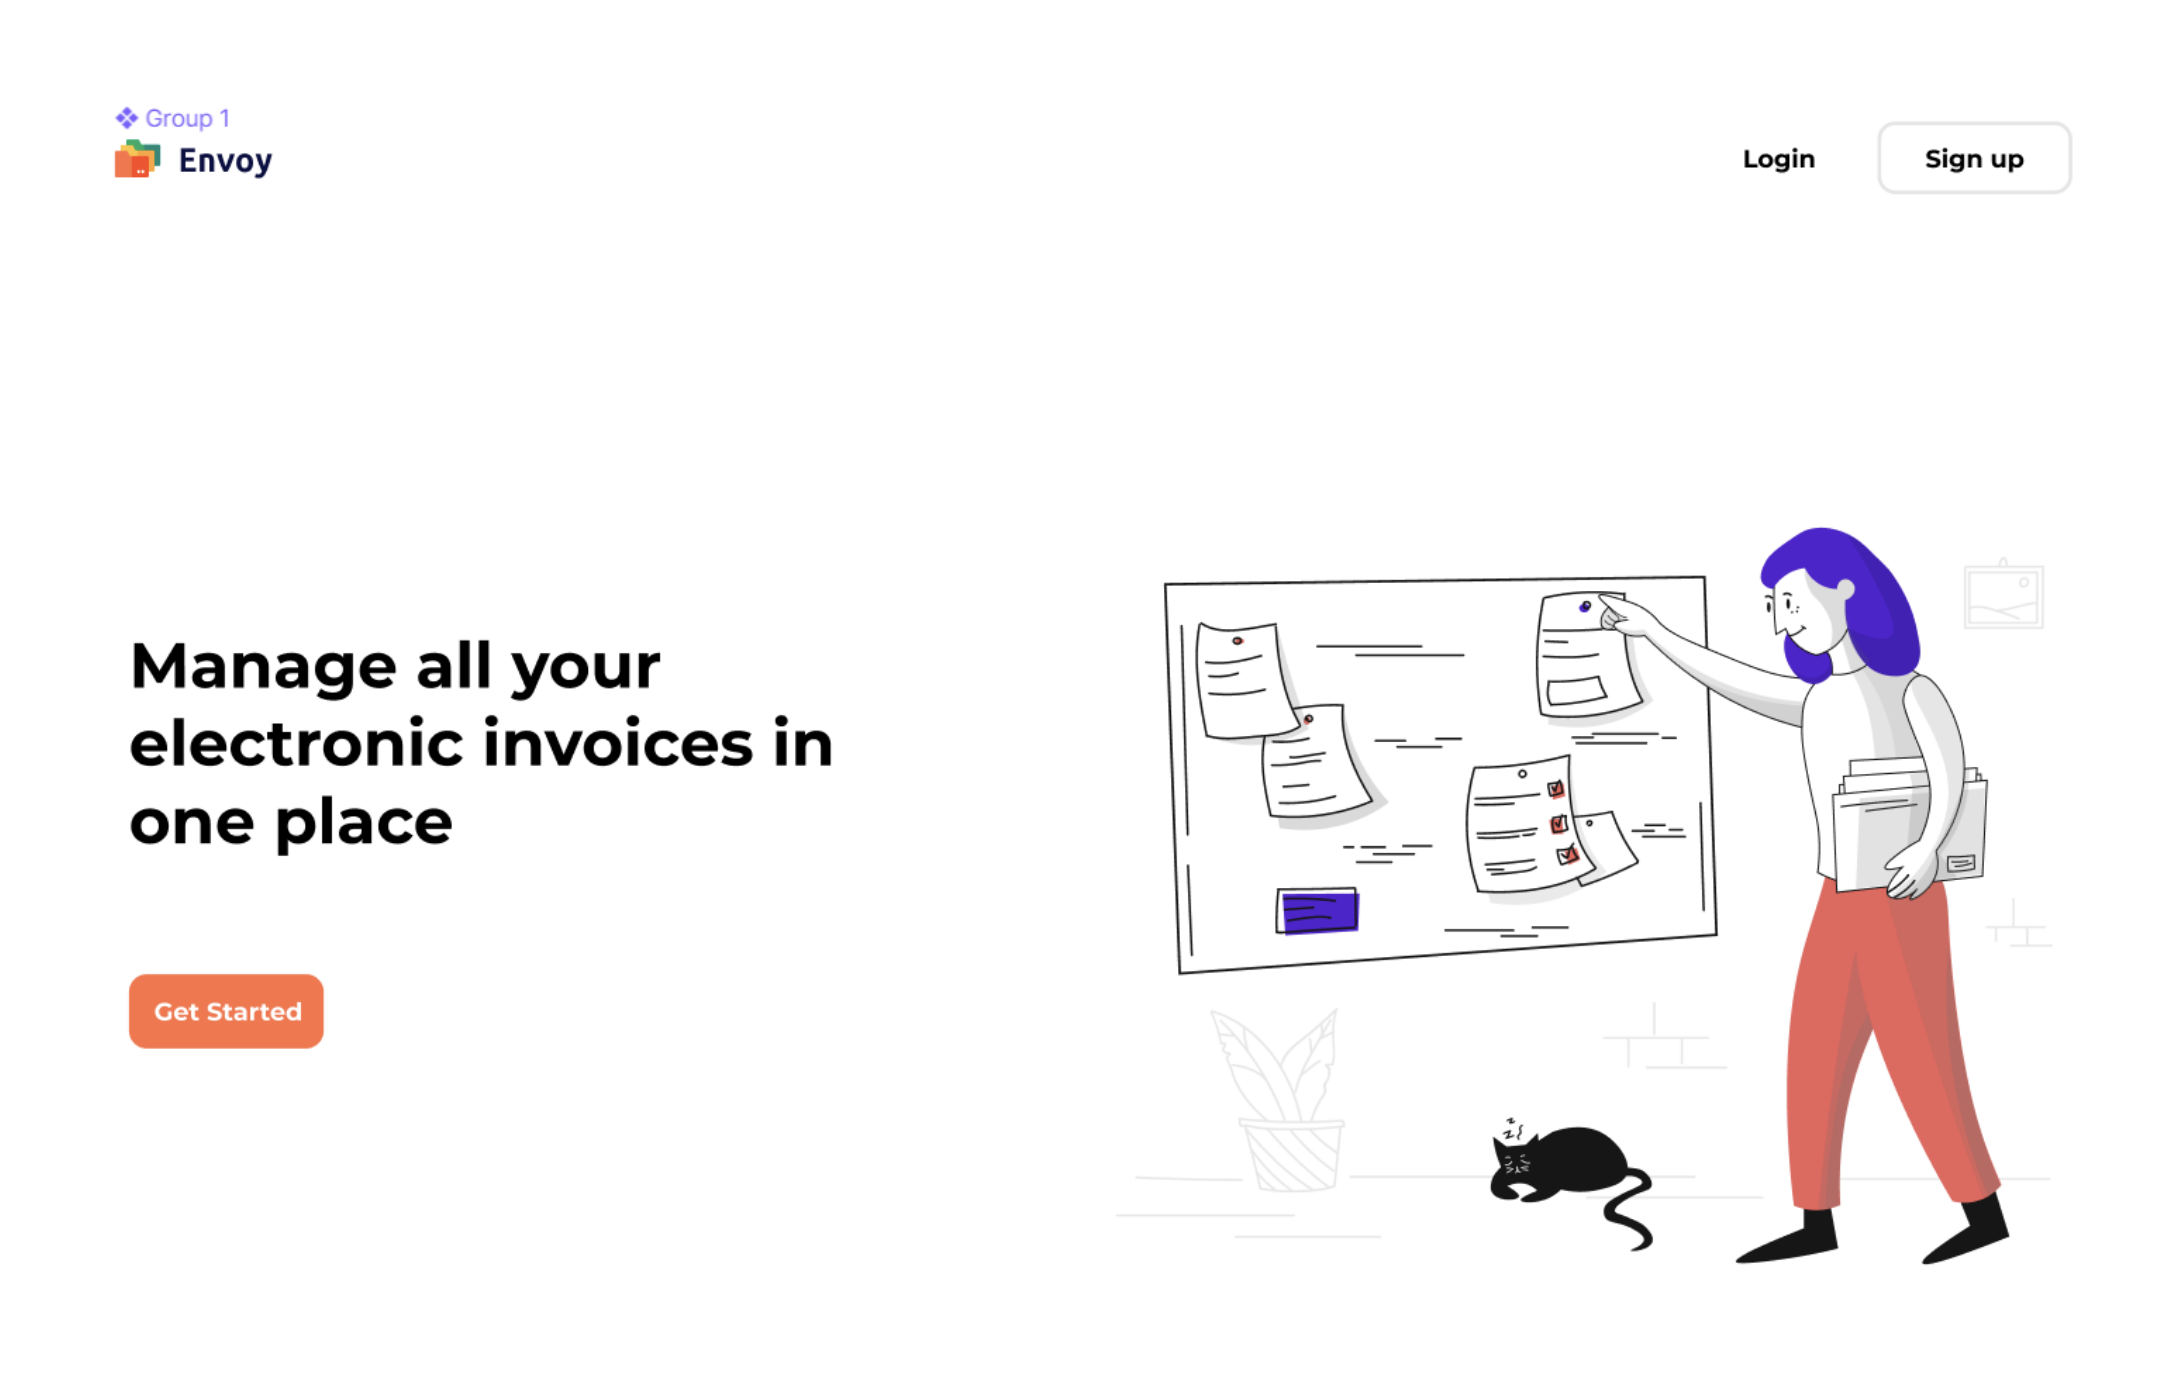 Group 1
Envoy
Login
Sign up
Manage all your
electronic invoices in
one place
Get Started
z
z